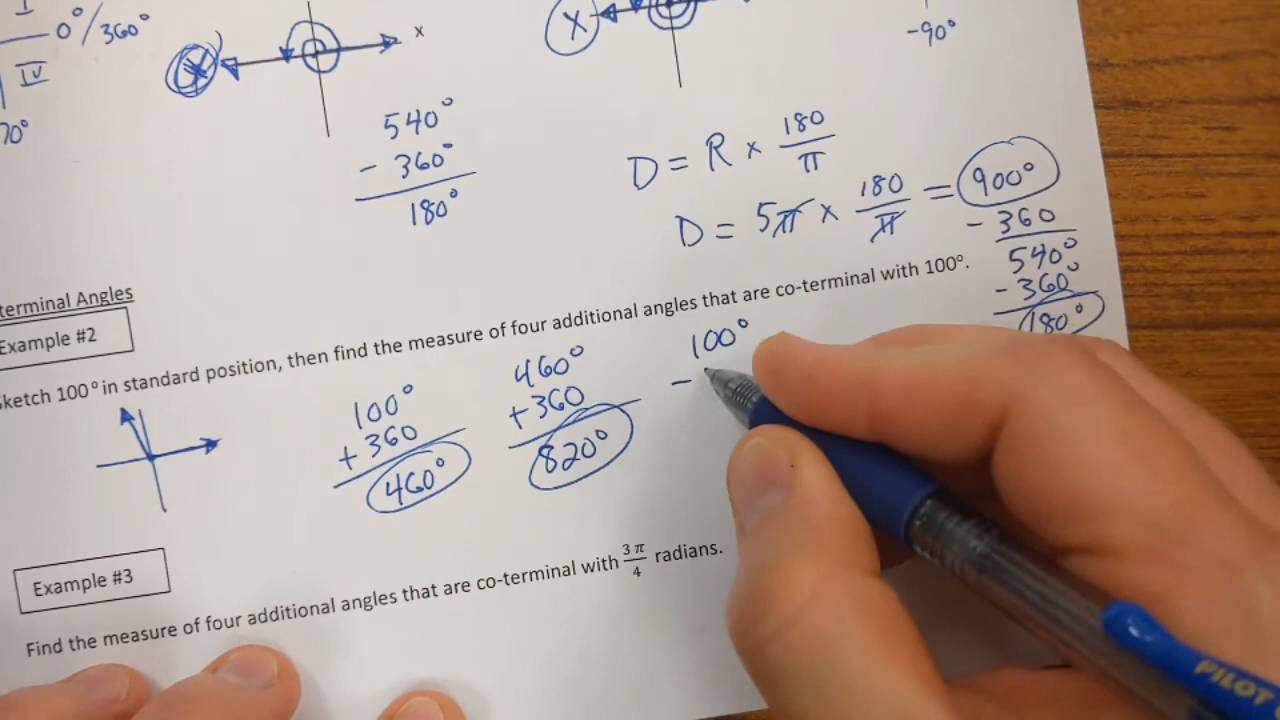 I
0°/360°
IV
70°
x
X
-90°
540°
- 360°
180°
D = R × 180/π
D = 5π × 180/π = 900°
- 360
540°
- 360°
180°
terminal Angles
Example #2
Sketch 100° in standard position, then find the measure of four additional angles that are co-terminal with 100°.
100°
+ 360
460°
460°
+ 360
820°
100°
-
Example #3
Find the measure of four additional angles that are co-terminal with 3 π/4 radians.
PILOT